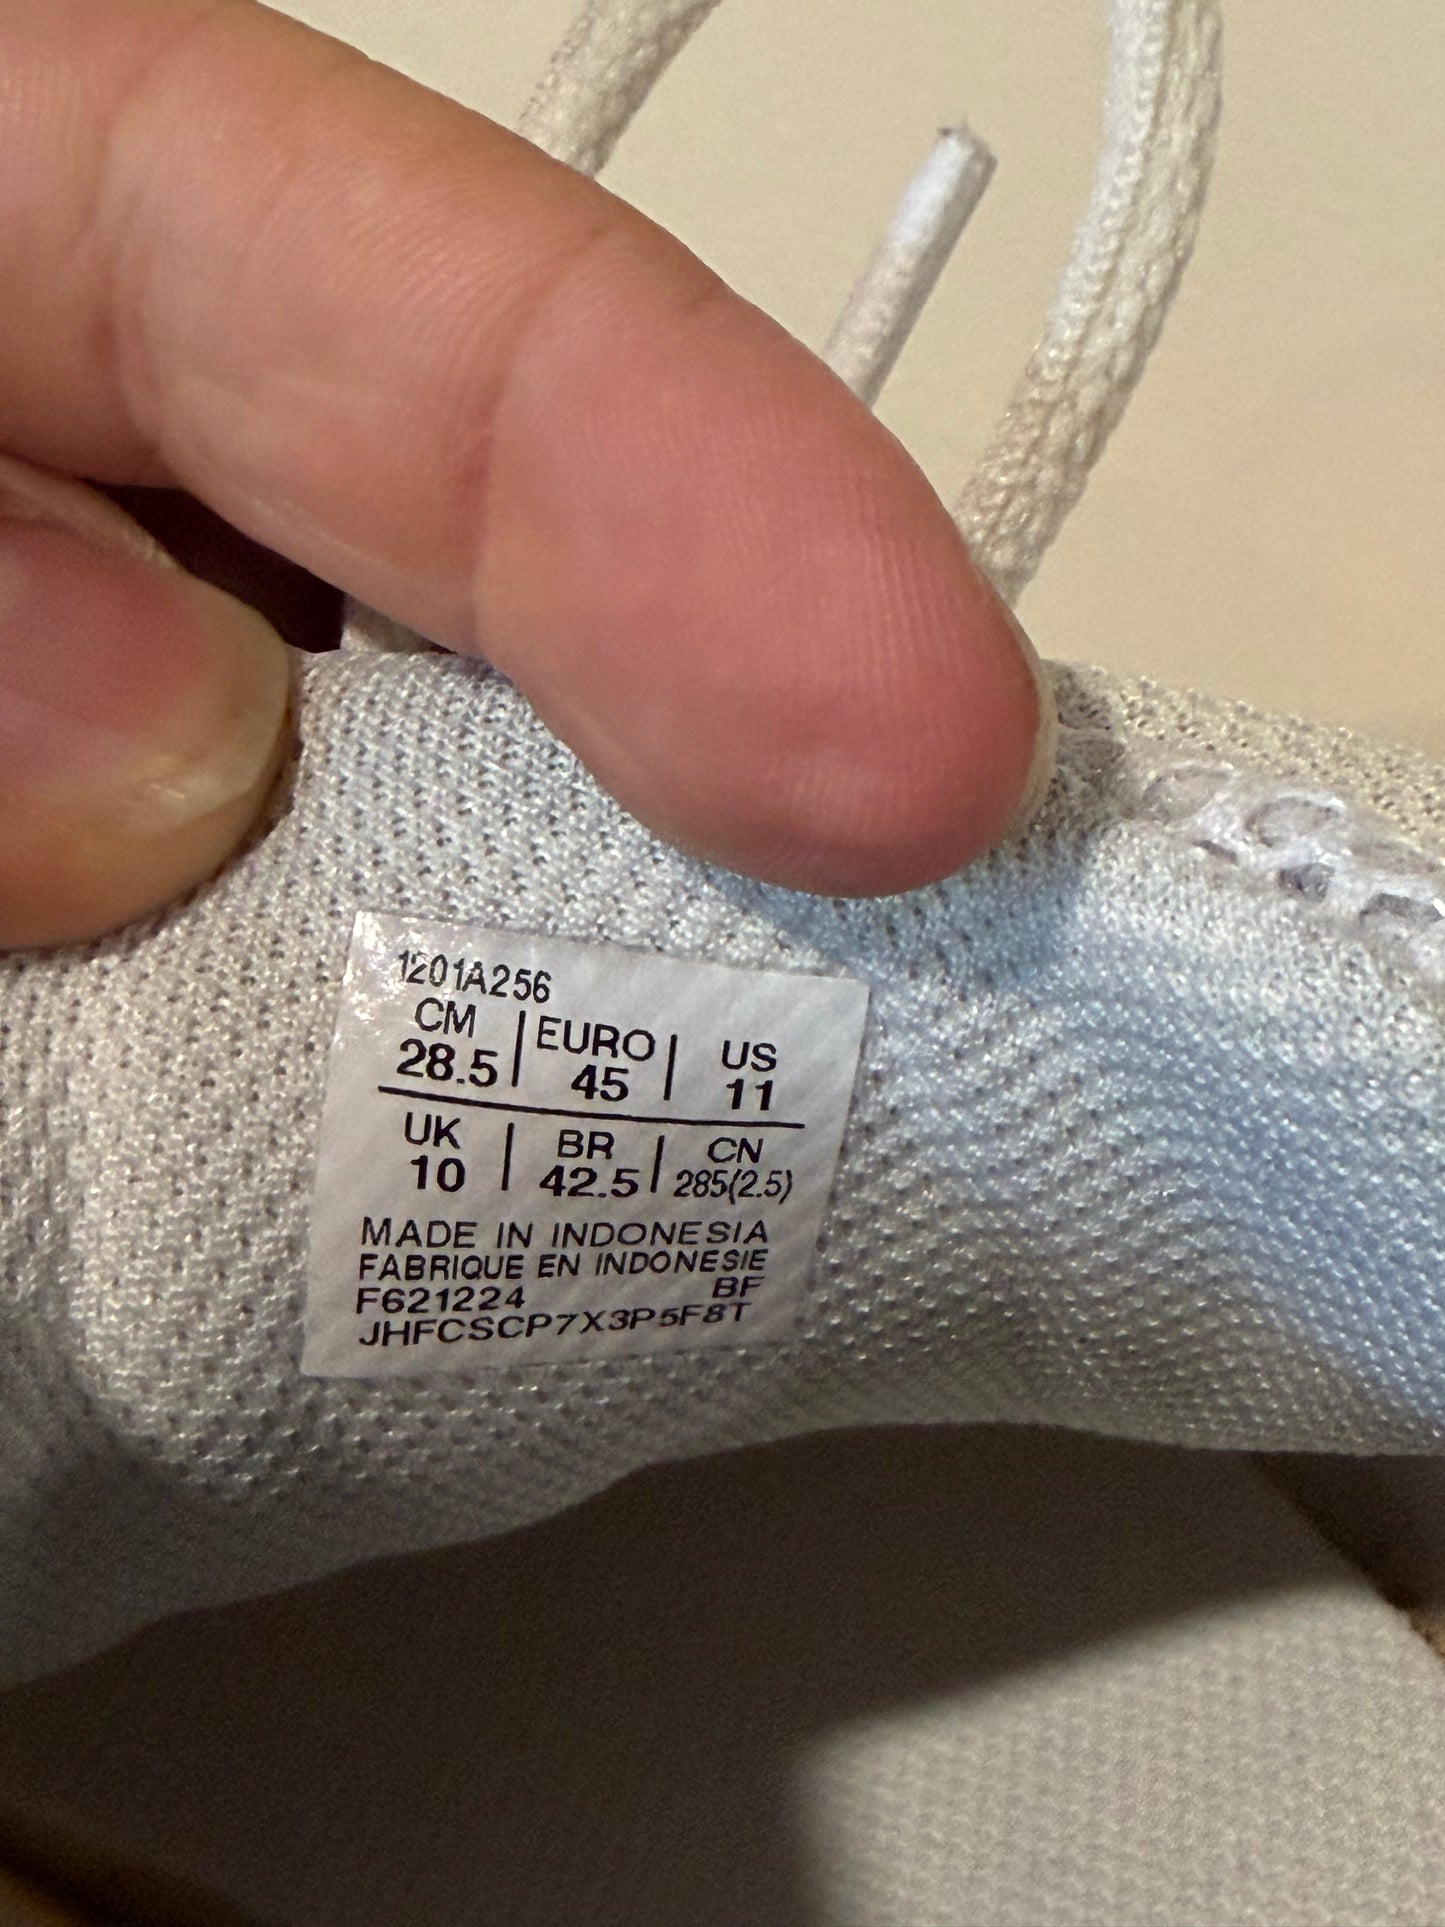 1201A256
CM | EURO | US
28.5 | 45 | 11
UK | BR | CN
10 | 42.5 | 285(2.5)
MADE IN INDONESIA
FABRIQUE EN INDONESIE
F621224 BF
JHFCSCP7X3P5F8T